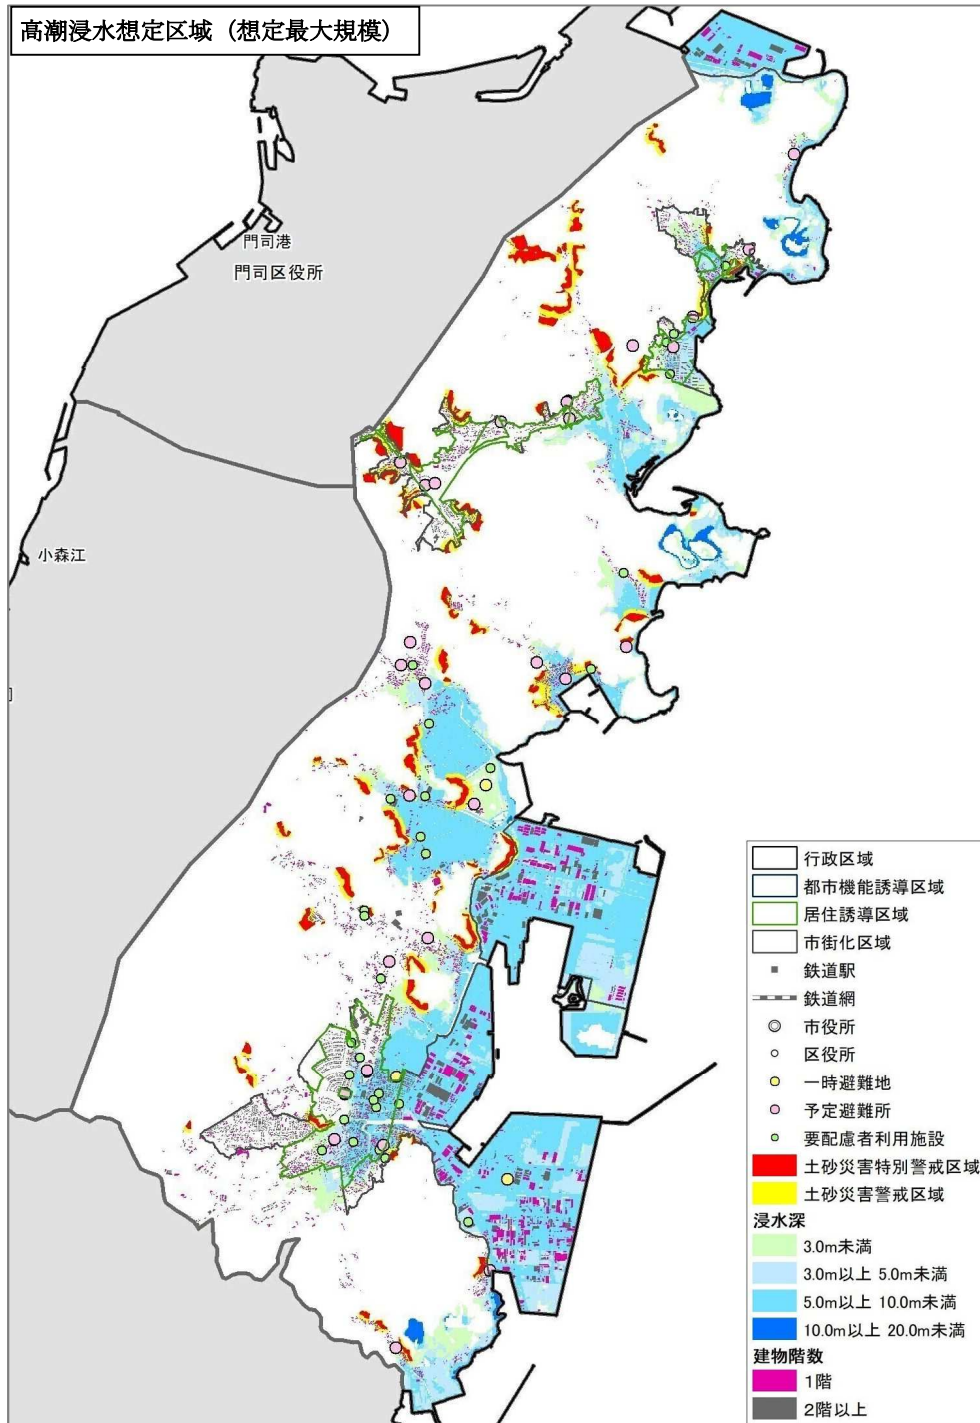 高潮浸水想定区域（想定最大規模）
門司港
門司区役所
小森江
行政区域
都市機能誘導区域
居住誘導区域
市街化区域
鉄道駅
鉄道網
市役所
区役所
一時避難地
予定避難所
要配慮者利用施設
土砂災害特別警戒区域
土砂災害警戒区域
浸水深
3.0m未満
3.0m以上 5.0m未満
5.0m以上 10.0m未満
10.0m以上 20.0m未満
建物階数
1階
2階以上